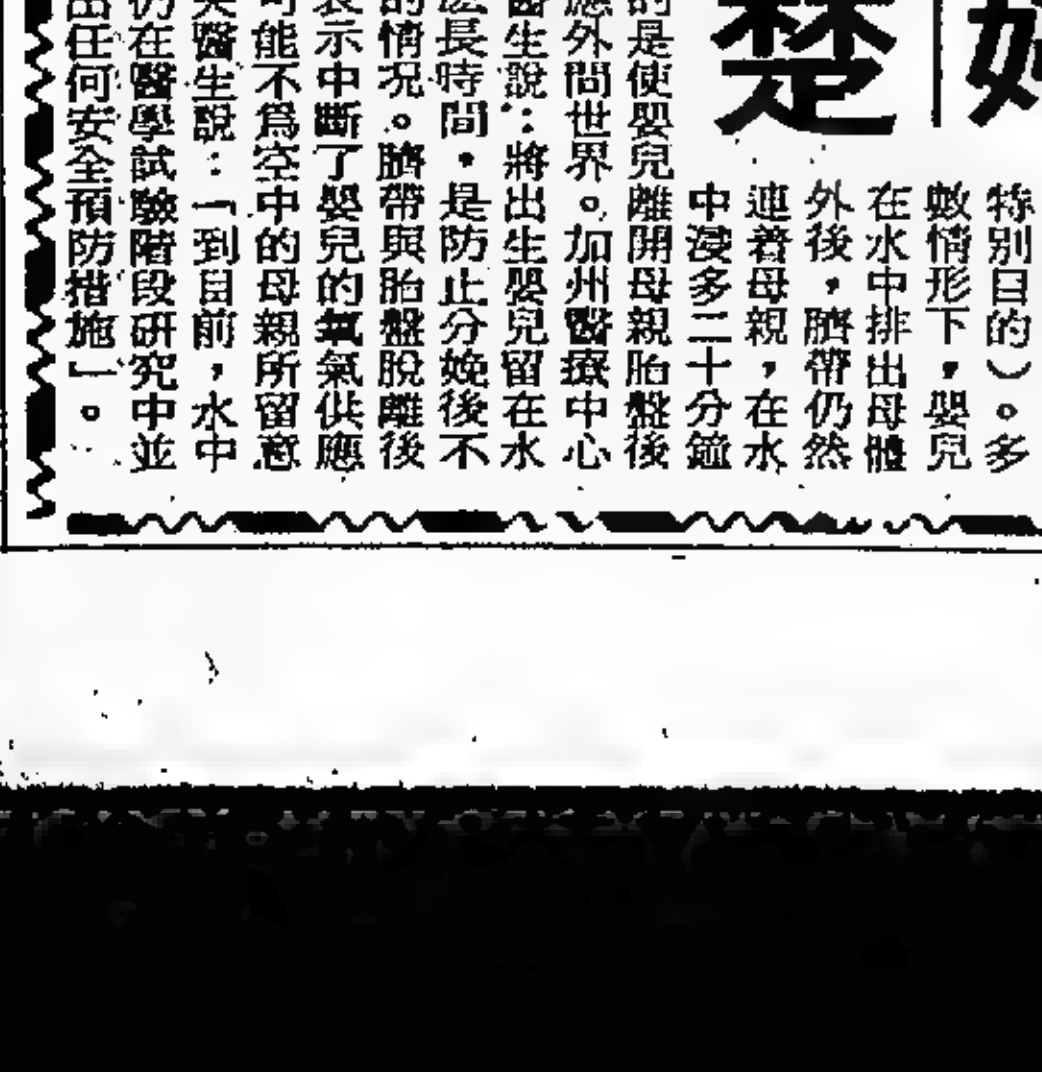 楚
特別目的）。多
數情形下，嬰兒
在水中排出母體
外後，臍帶仍然
連着母親，在水
中浸多二十分鐘
的是使嬰兒離開母親胎盤後
應外間世界。加州醫療中心
醫生說：將出生嬰兒留在水
長時間，是防止分娩後不
的情况。臍帶與胎盤脫離後
表示中斷了嬰兒的氧氣供應
可能不爲空中的母親所留意
醫生說：「到目前，水中
仍在醫學試驗階段研究中並
出任何安全預防措施」。